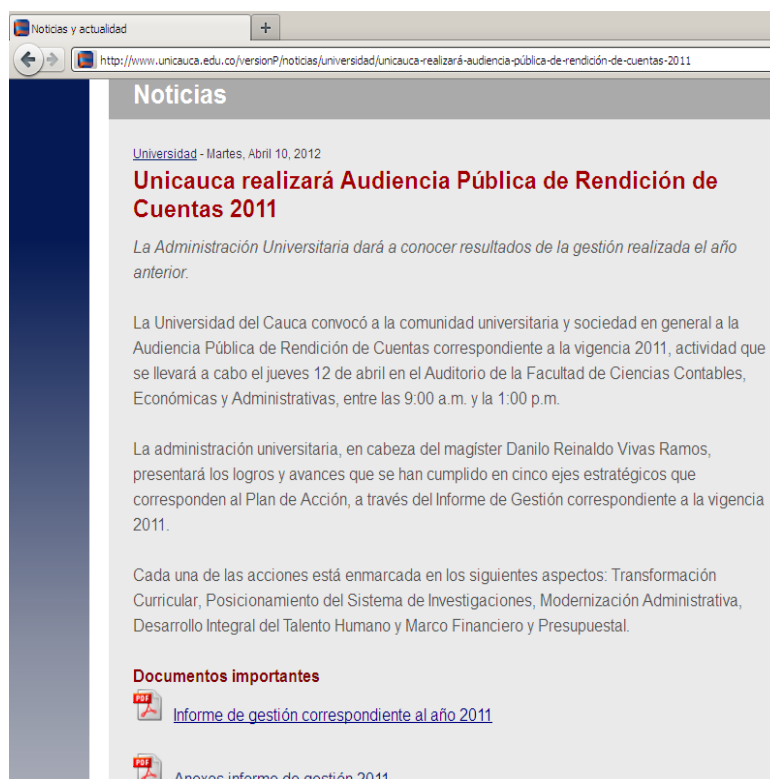 Noticias y actualidad
http://www.unicauca.edu.co/versionP/noticias/universidad/unicauca-realizará-audiencia-pública-de-rendición-de-cuentas-2011
Noticias
Universidad - Martes, Abril 10, 2012
Unicauca realizará Audiencia Pública de Rendición de
Cuentas 2011
La Administración Universitaria dará a conocer resultados de la gestión realizada el año
anterior.
La Universidad del Cauca convocó a la comunidad universitaria y sociedad en general a la
Audiencia Pública de Rendición de Cuentas correspondiente a la vigencia 2011, actividad que
se llevará a cabo el jueves 12 de abril en el Auditorio de la Facultad de Ciencias Contables,
Económicas y Administrativas, entre las 9:00 a.m. y la 1:00 p.m.
La administración universitaria, en cabeza del magíster Danilo Reinaldo Vivas Ramos,
presentará los logros y avances que se han cumplido en cinco ejes estratégicos que
corresponden al Plan de Acción, a través del Informe de Gestión correspondiente a la vigencia
2011.
Cada una de las acciones está enmarcada en los siguientes aspectos: Transformación
Curricular, Posicionamiento del Sistema de Investigaciones, Modernización Administrativa,
Desarrollo Integral del Talento Humano y Marco Financiero y Presupuestal.
Documentos importantes
PDF
Informe de gestión correspondiente al año 2011
PDF
Anexos informe de gestión 2011